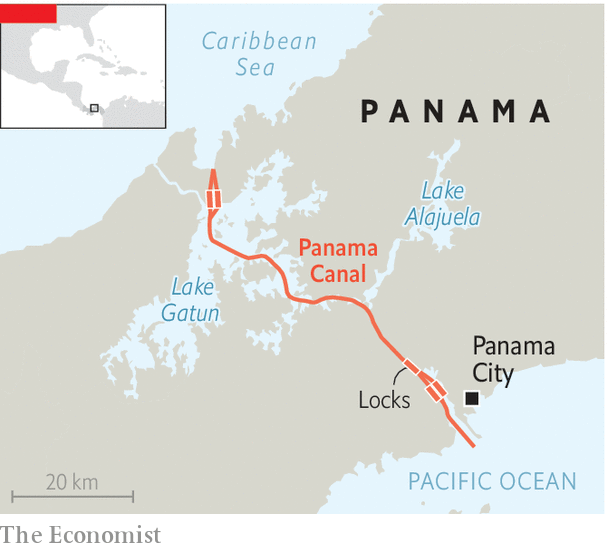 Caribbean
Sea
PANAMA
Lake
Alajuela
Panama
Canal
Lake
Gatun
Panama
City
Locks
20 km
PACIFIC OCEAN
The Economist